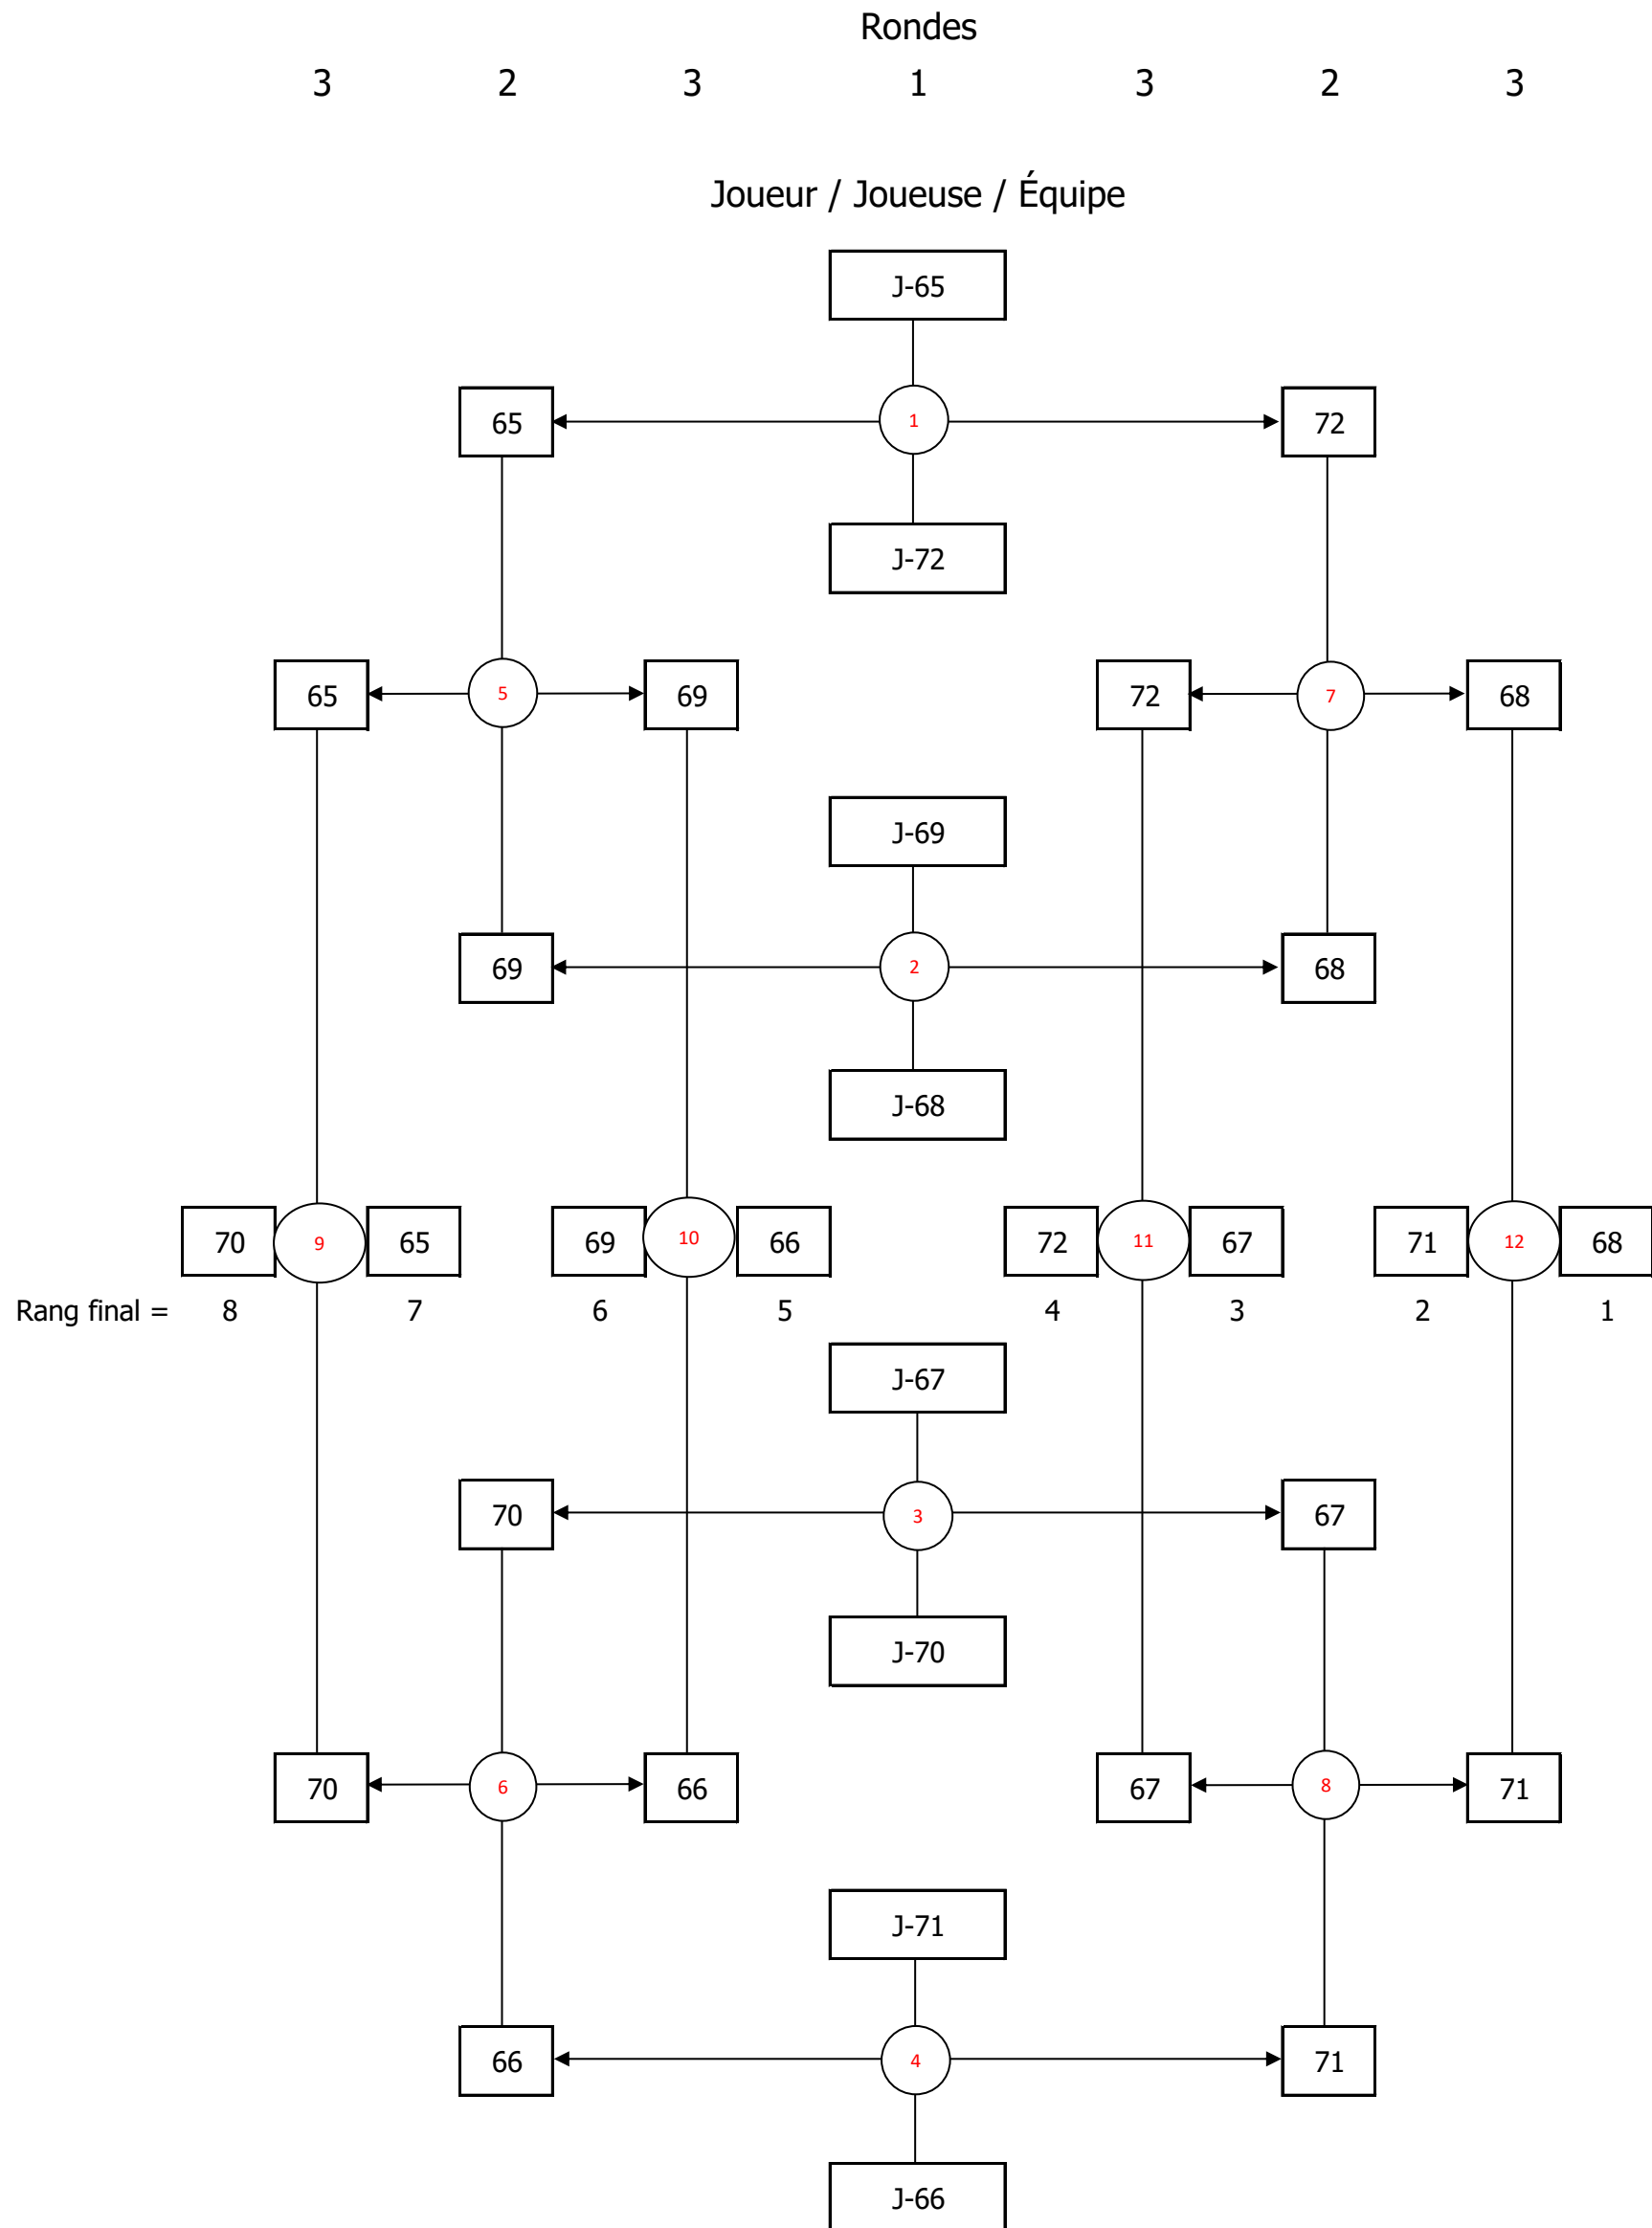 Rondes
3 2 3 1 3 2 3
Joueur / Joueuse / Équipe
J-65
65 1 72
J-72
65 5 69 72 7 68
J-69
69 2 68
J-68
70 9 65 69 10 66 72 11 67 71 12 68
Rang final = 8 7 6 5 4 3 2 1
J-67
70 3 67
J-70
70 6 66 67 8 71
J-71
66 4 71
J-66